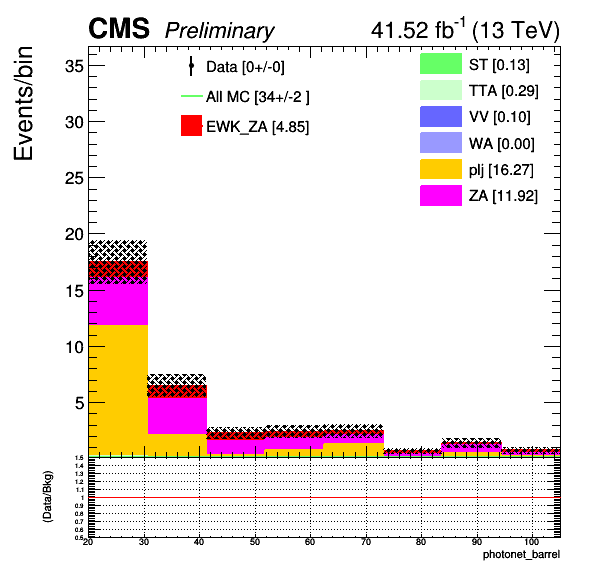 CMS Preliminary 41.52 fb⁻¹ (13 TeV)
Events/bin
35
30
25
20
15
10
5
Data [0+/-0]
All MC [34+/-2 ]
EWK_ZA [4.85]
ST [0.13]
TTA [0.29]
VV [0.10]
WA [0.00]
plj [16.27]
ZA [11.92]
(Data/Bkg)
1.5
1.4
1.3
1.2
1.1
1
0.9
0.8
0.7
0.6
0.5
20 30 40 50 60 70 80 90 100
photonet_barrel